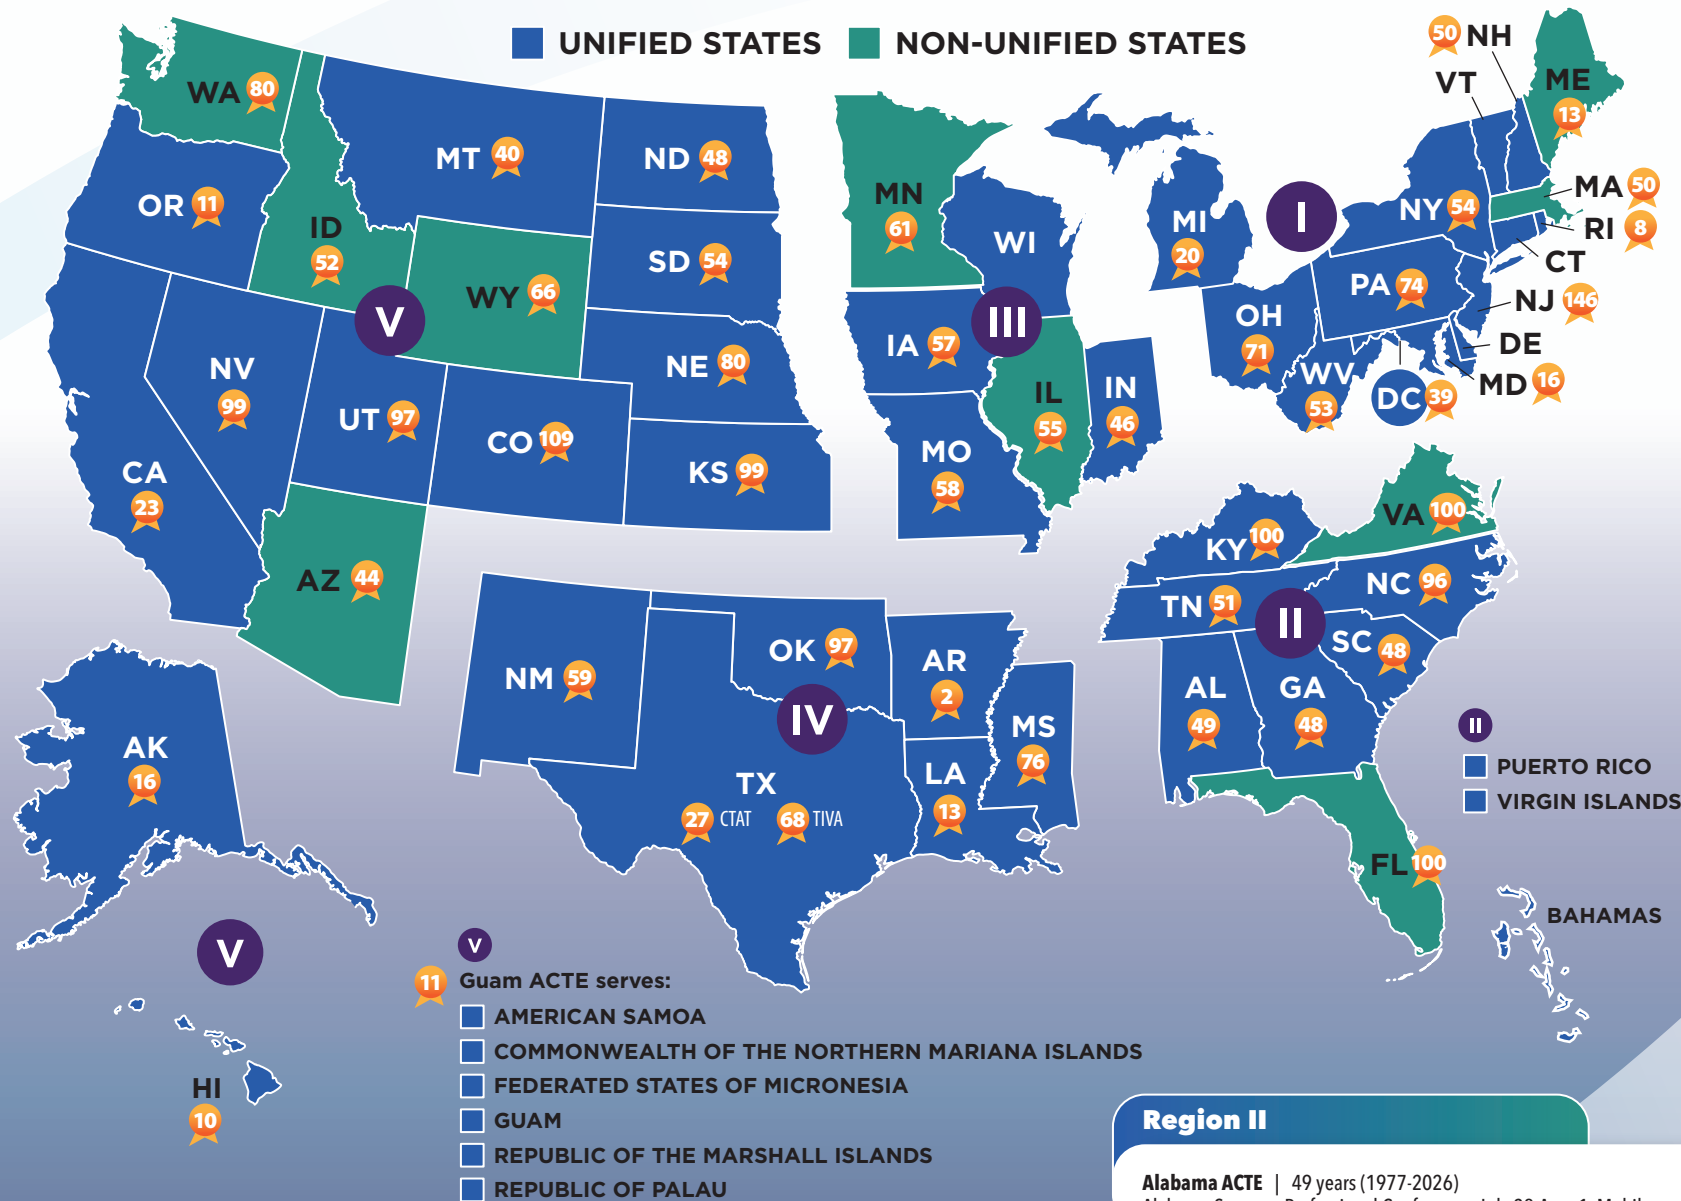 UNIFIED STATES
NON-UNIFIED STATES
WA 80
OR 11
ID
52
MT 40
ND 48
SD 54
WY 66
NE 80
NV
99
UT 97
CO 109
KS 99
CA
23
AZ 44
V
AK
16
V
HI
10
MN
61
WI
MI
20
III
IA 57
IL
55
IN
46
MO
58
50 NH
VT
ME
13
I
NY 54
MA 50
RI 8
CT
PA 74
NJ 146
OH
71
DE
WV
53
DC 39
MD 16
VA 100
KY 100
TN 51
II
NC 96
SC 48
AL
49
GA
48
FL 100
II
PUERTO RICO
VIRGIN ISLANDS
BAHAMAS
NM 59
OK 97
AR
2
IV
MS
76
TX
27 CTAT 68 TIVA
LA
13
V
11 Guam ACTE serves:
AMERICAN SAMOA
COMMONWEALTH OF THE NORTHERN MARIANA ISLANDS
FEDERATED STATES OF MICRONESIA
GUAM
REPUBLIC OF THE MARSHALL ISLANDS
REPUBLIC OF PALAU
Region II
Alabama ACTE | 49 years (1977-2026)